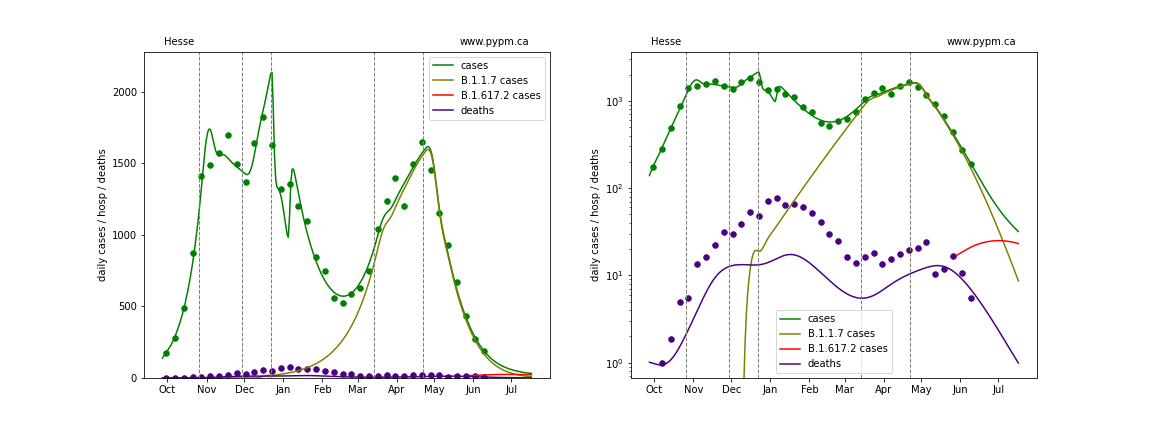 Hesse www.pypm.ca
daily cases / hosp / deaths
2000
1500
1000
500
0
cases
B.1.1.7 cases
B.1.617.2 cases
deaths
Oct Nov Dec Jan Feb Mar Apr May Jun Jul
Hesse www.pypm.ca
daily cases / hosp / deaths
10³
10²
10¹
10⁰
cases
B.1.1.7 cases
B.1.617.2 cases
deaths
Oct Nov Dec Jan Feb Mar Apr May Jun Jul